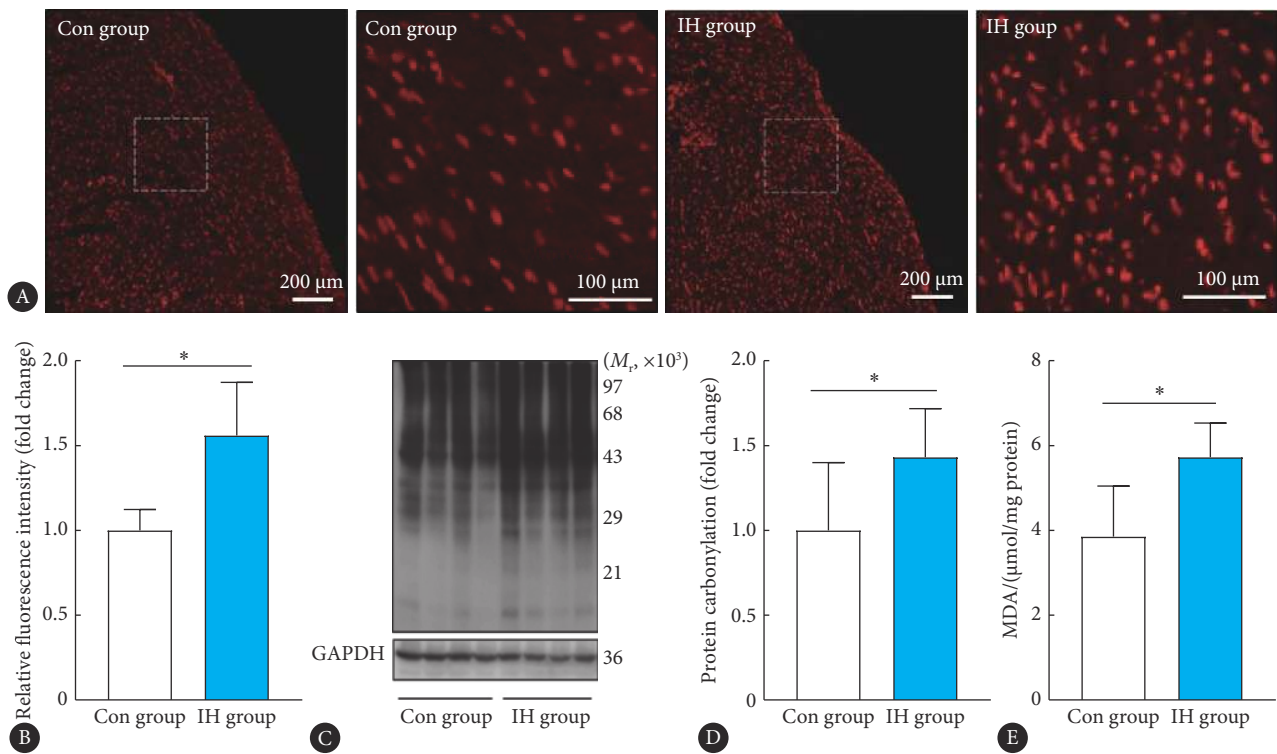 Con group
Con group
IH group
IH goup
200 μm
100 μm
200 μm
100 μm
A
Relative fluorescence intensity (fold change)
2.0
1.5
1.0
0.5
0
*
Con group
IH group
B
(Mr, ×10³)
97
68
43
29
21
GAPDH
36
Con group
IH group
C
Protein carbonylation (fold change)
2.0
1.5
1.0
0.5
0
*
Con group
IH group
D
MDA/(μmol/mg protein)
8
6
4
2
0
*
Con group
IH group
E